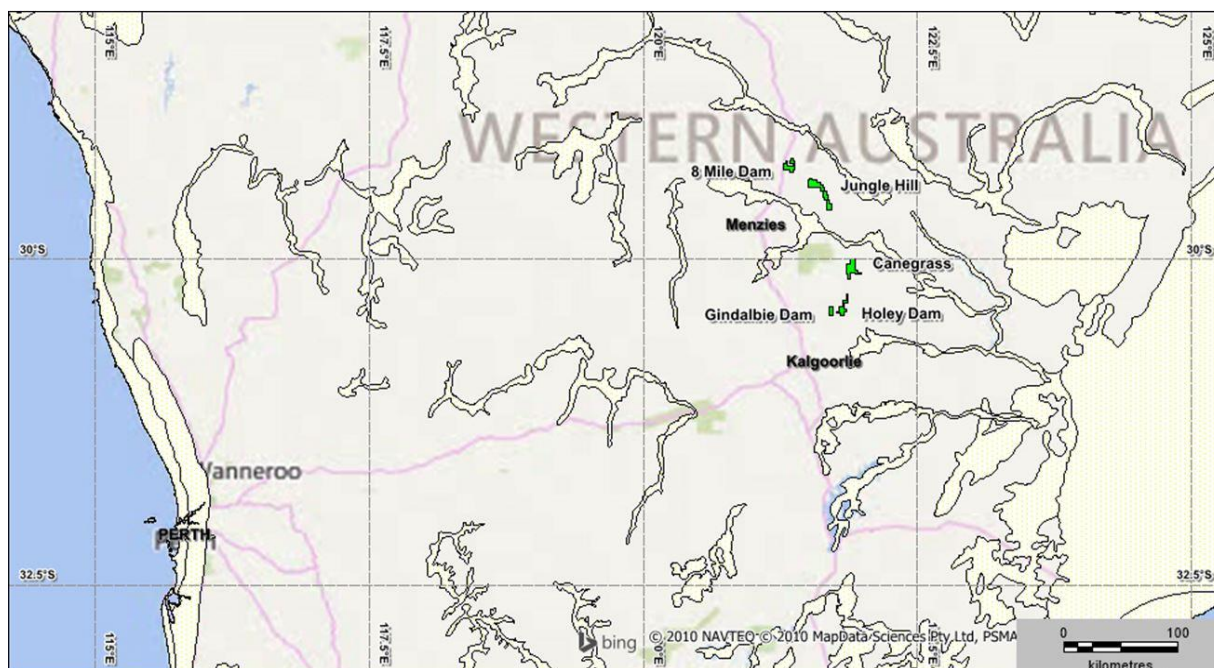 115°E
117.5°E
120°E
122.5°E
125°E
WESTERN AUSTRALIA
8 Mile Dam
Jungle Hill
Menzies
30°S
30°S
Canegrass
Gindalbie Dam
Holey Dam
Kalgoorlie
Wanneroo
PERTH
32.5°S
32.5°S
115°E
117.5°E
120°E
122.5°E
bing
© 2010 NAVTEQ © 2010 MapData Sciences Pty Ltd, PSMA
0 100
kilometres